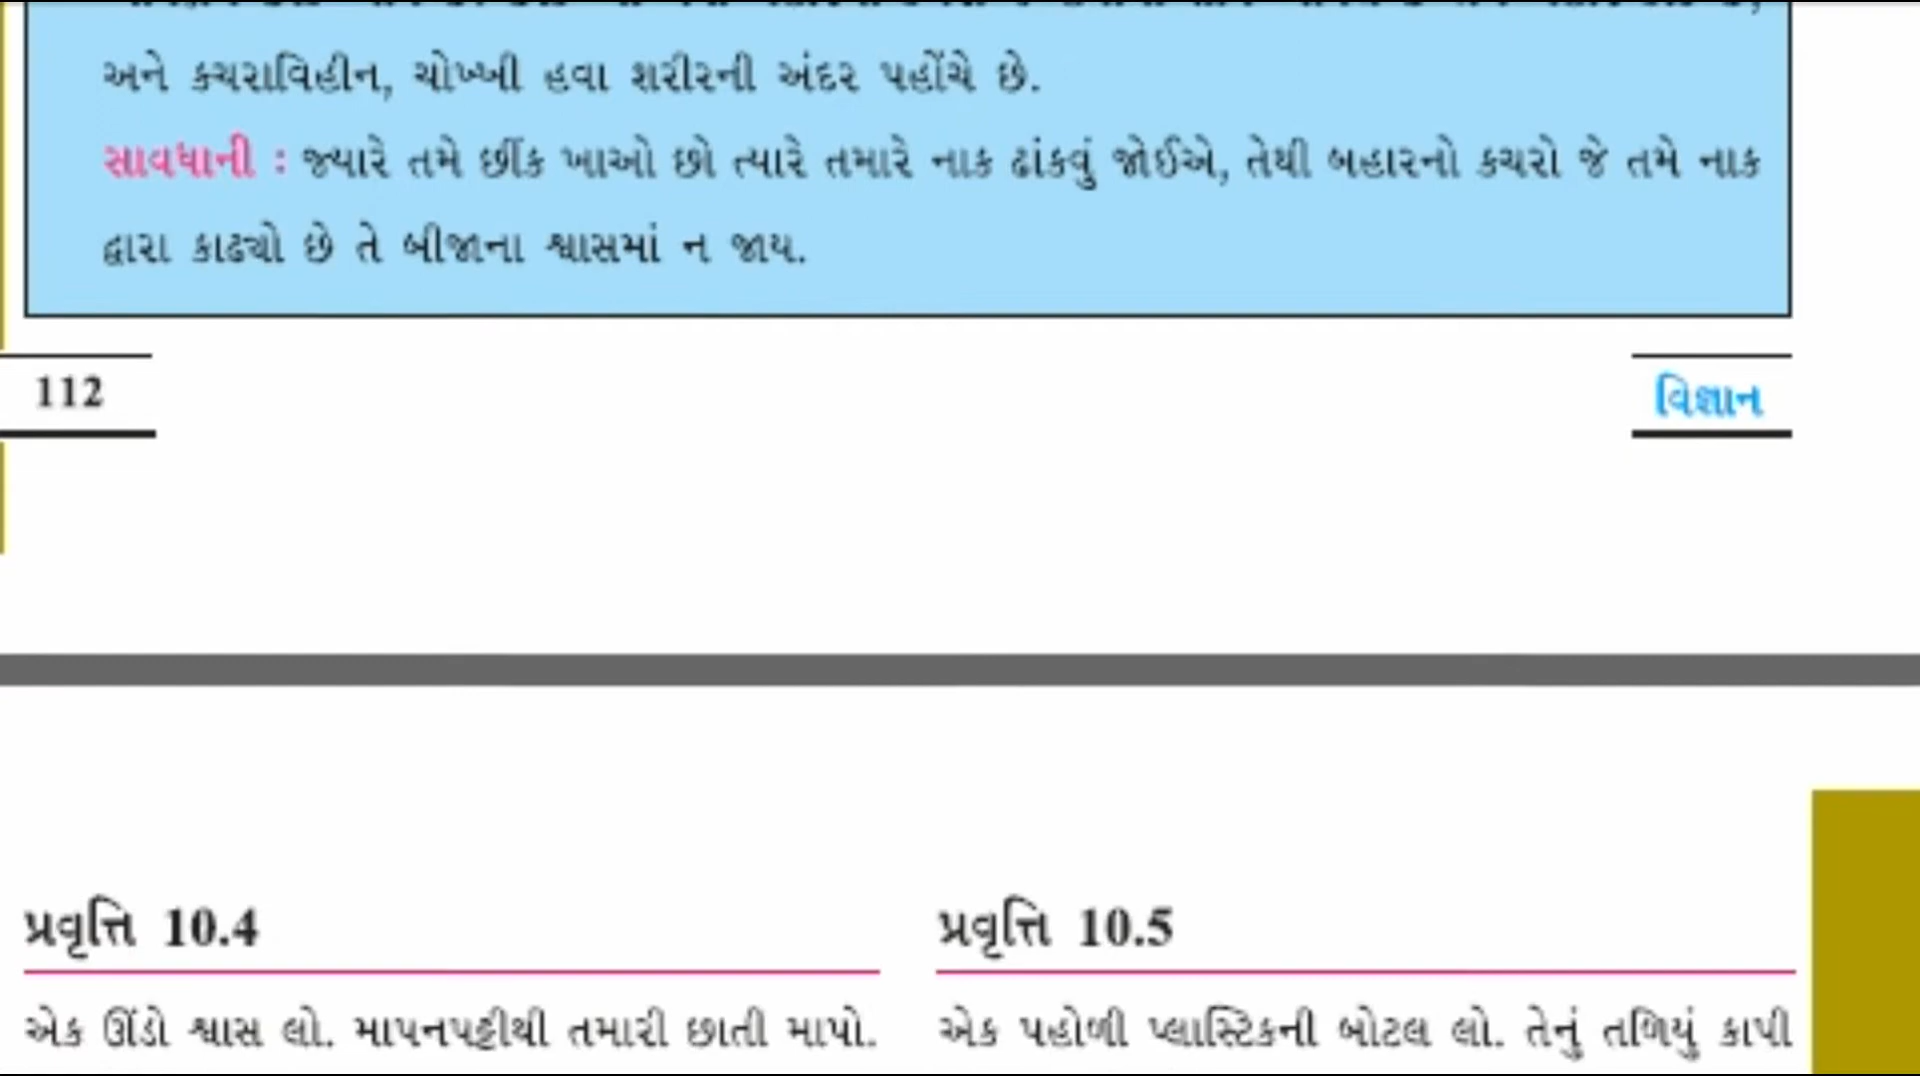 અને કચરાવિહીન, ચોખ્ખી હવા શરીરની અંદર પહોંચે છે.
સાવધાની : જ્યારે તમે છીંક ખાઓ છો ત્યારે તમારે નાક ઢાંકવું જોઈએ, તેથી બહારનો કચરો જે તમે નાક
દ્વારા કાઢ્યો છે તે બીજાના શ્વાસમાં ન જાય.
112
વિજ્ઞાન
પ્રવૃત્તિ 10.4
એક ઊંડો શ્વાસ લો. માપનપટ્ટીથી તમારી છાતી માપો.
પ્રવૃત્તિ 10.5
એક પહોળી પ્લાસ્ટિકની બોટલ લો. તેનું તળિયું કાપી